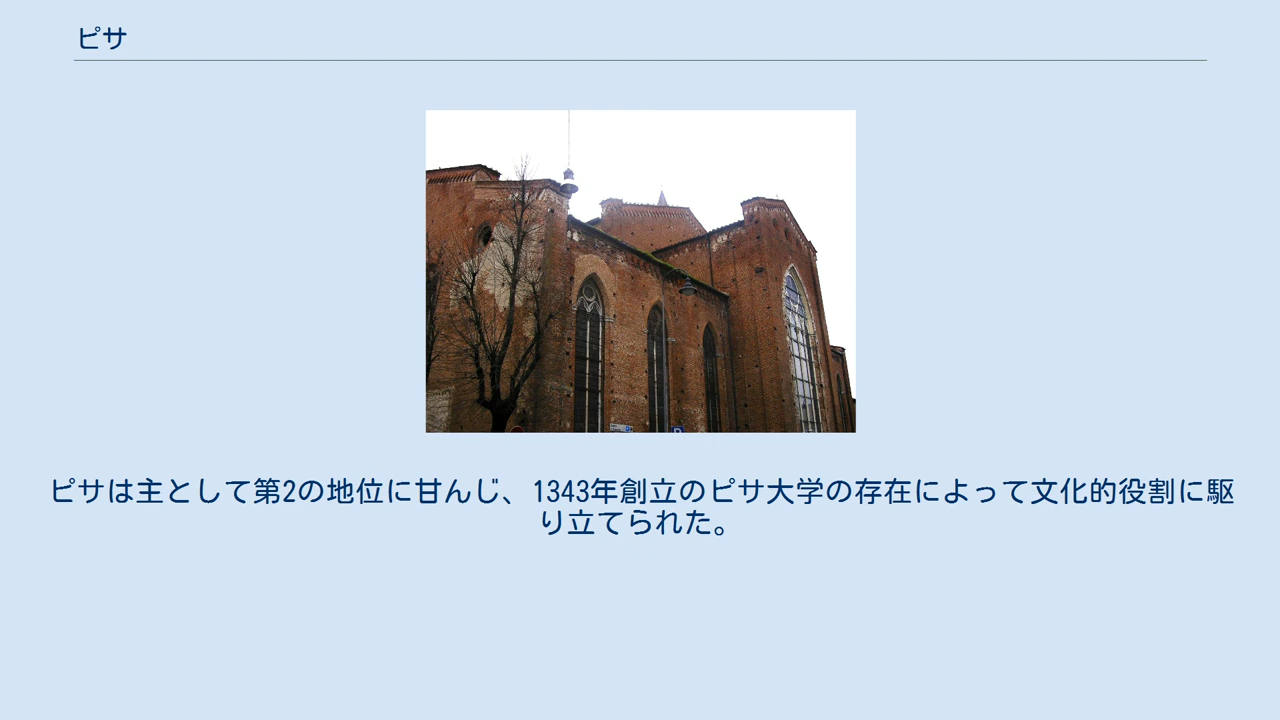 ピサ
ピサは主として第2の地位に甘んじ、1343年創立のピサ大学の存在によって文化的役割に駆
り立てられた。